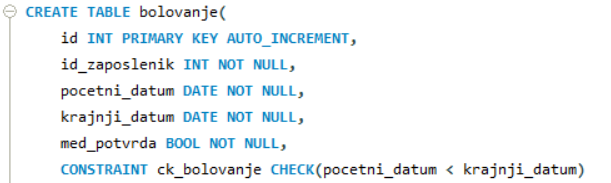 CREATE TABLE bolovanje(
id INT PRIMARY KEY AUTO_INCREMENT,
id_zaposlenik INT NOT NULL,
pocetni_datum DATE NOT NULL,
krajnji_datum DATE NOT NULL,
med_potvrda BOOL NOT NULL,
CONSTRAINT ck_bolovanje CHECK(pocetni_datum < krajnji_datum)